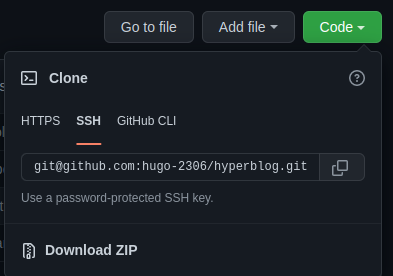 Go to file Add file Code
Clone
HTTPS SSH GitHub CLI
git@github.com:hugo-2306/hyperblog.git
Use a password-protected SSH key.
Download ZIP